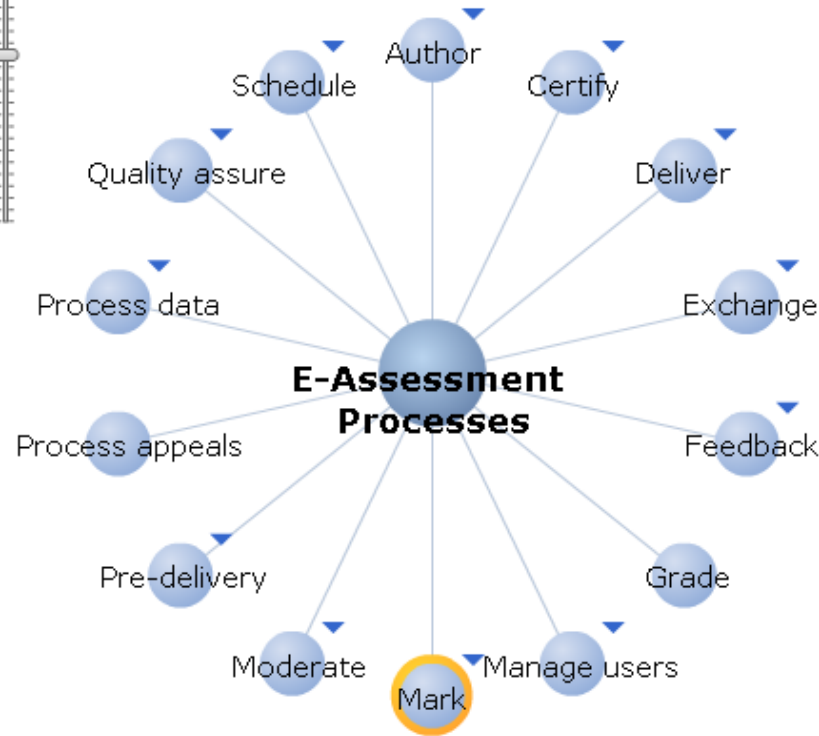 Author
Schedule
Certify
Quality assure
Deliver
Process data
Exchange
E-Assessment
Processes
Process appeals
Feedback
Pre-delivery
Grade
Moderate
Manage users
Mark